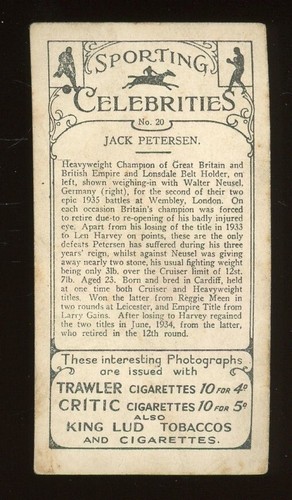 SPORTING
CELEBRITIES
No. 20
JACK PETERSEN.
Heavyweight Champion of Great Britain and
British Empire and Lonsdale Belt Holder, on
left, shown weighing-in with Walter Neusel,
Germany (right), for the second of their two
epic 1935 battles at Wembley, London. On
each occasion Britain's champion was forced
to retire due to re-opening of his badly injured
eye. Apart from his losing of the title in 1933
to Len Harvey on points, these are the only
defeats Petersen has suffered during his three
years' reign, whilst against Neusel was giving
away nearly two stone, his usual fighting weight
being only 3lb. over the Cruiser limit of 12st.
7lb. Aged 23. Born and bred in Cardiff, held
at one time both Cruiser and Heavyweight
titles. Won the latter from Reggie Meen in
two rounds at Leicester, and Empire Title from
Larry Gains. After losing to Harvey regained
the two titles in June, 1934, from the latter,
who retired in the 12th round.
These interesting Photographs
are issued with
TRAWLER CIGARETTES 10 FOR 4D
CRITIC CIGARETTES 10 FOR 5D
ALSO
KING LUD TOBACCOS
AND CIGARETTES.